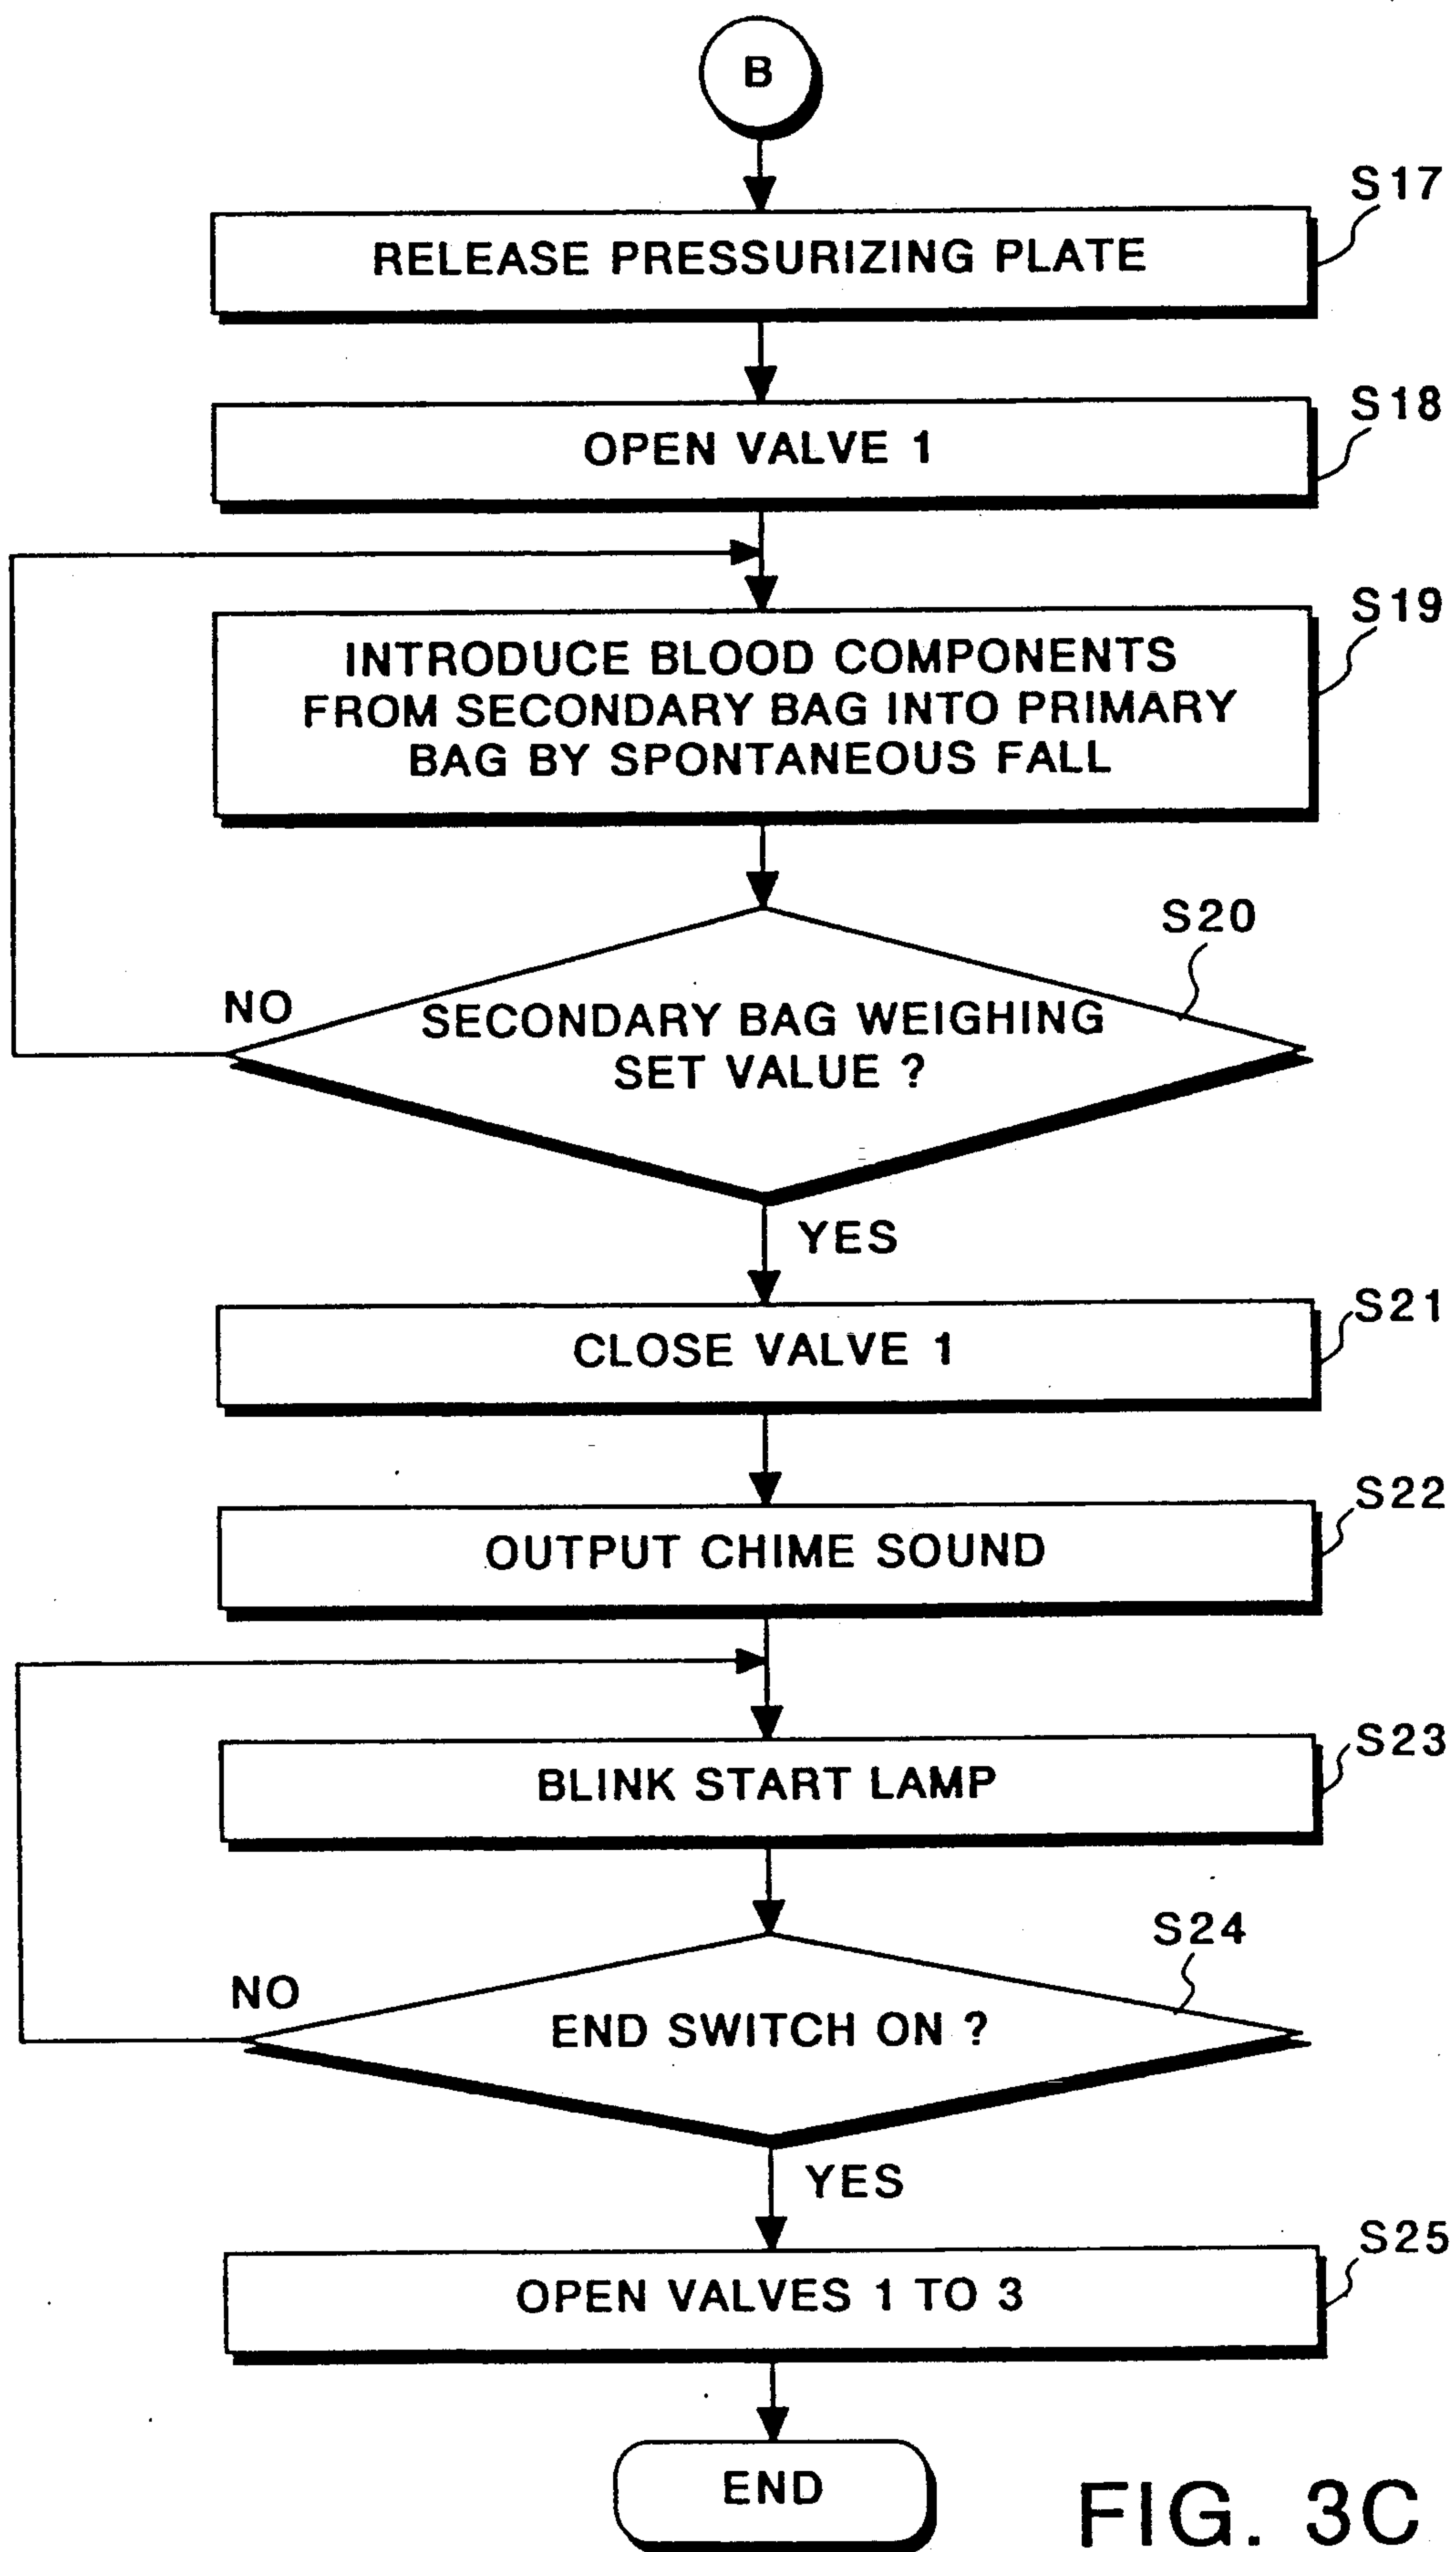 B
S17
RELEASE PRESSURIZING PLATE
S18
OPEN VALVE 1
S19
INTRODUCE BLOOD COMPONENTS
FROM SECONDARY BAG INTO PRIMARY
BAG BY SPONTANEOUS FALL
S20
NO
SECONDARY BAG WEIGHING
SET VALUE ?
YES
S21
CLOSE VALVE 1
S22
OUTPUT CHIME SOUND
S23
BLINK START LAMP
S24
NO
END SWITCH ON ?
YES
S25
OPEN VALVES 1 TO 3
END
FIG. 3C